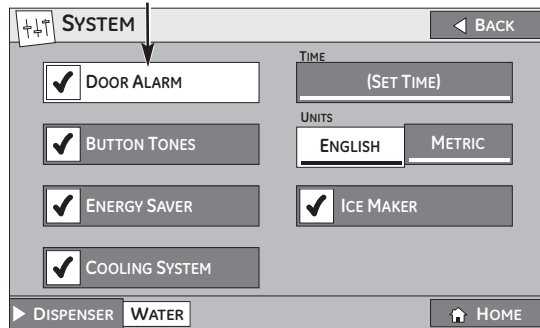 SYSTEM
BACK
DOOR ALARM
BUTTON TONES
ENERGY SAVER
COOLING SYSTEM
TIME
(SET TIME)
UNITS
ENGLISH METRIC
ICE MAKER
DISPENSER WATER
HOME